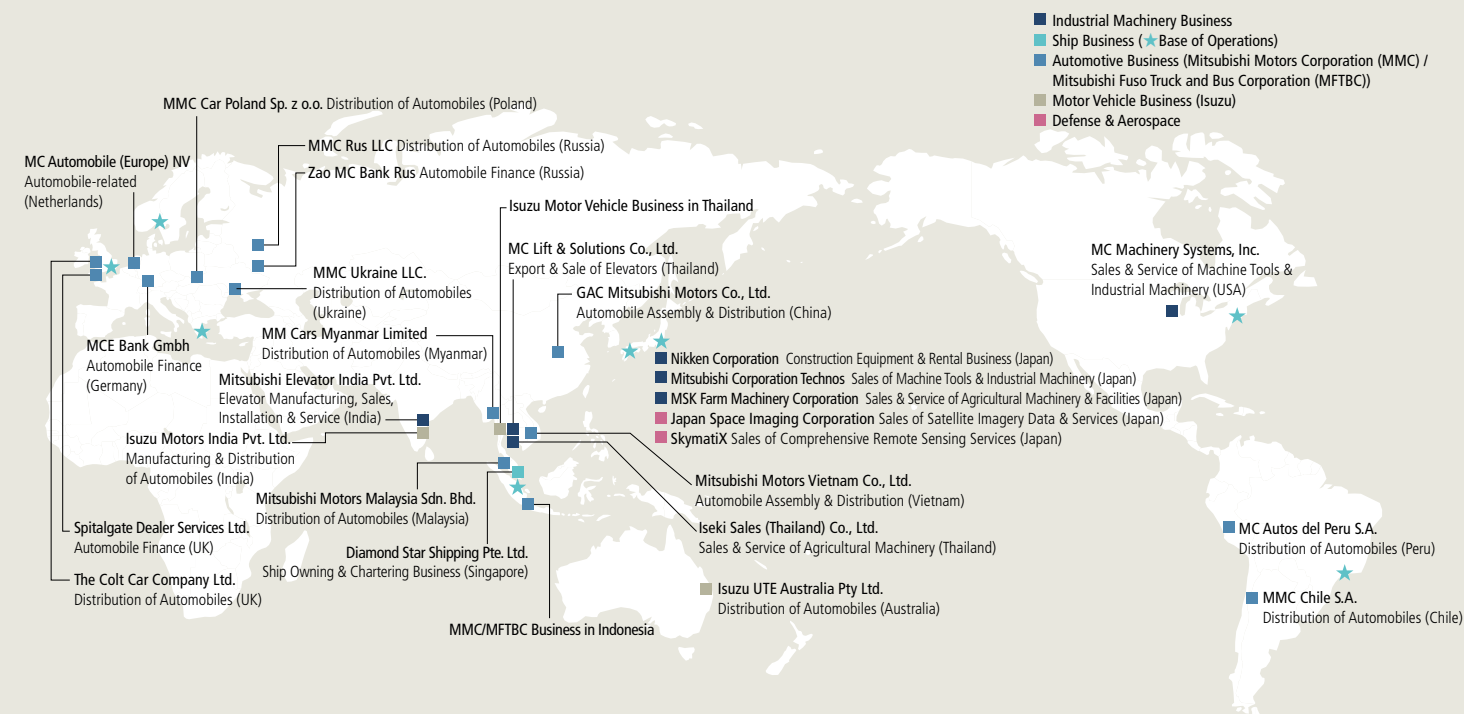 Industrial Machinery Business
Ship Business (★Base of Operations)
Automotive Business (Mitsubishi Motors Corporation (MMC) /
Mitsubishi Fuso Truck and Bus Corporation (MFTBC))
Motor Vehicle Business (Isuzu)
Defense & Aerospace
MMC Car Poland Sp. z o.o. Distribution of Automobiles (Poland)
MMC Rus LLC Distribution of Automobiles (Russia)
MC Automobile (Europe) NV
Automobile-related
(Netherlands)
Zao MC Bank Rus Automobile Finance (Russia)
Isuzu Motor Vehicle Business in Thailand
MC Lift & Solutions Co., Ltd.
Export & Sale of Elevators (Thailand)
MC Machinery Systems, Inc.
Sales & Service of Machine Tools &
Industrial Machinery (USA)
MMC Ukraine LLC.
Distribution of Automobiles
(Ukraine)
GAC Mitsubishi Motors Co., Ltd.
Automobile Assembly & Distribution (China)
MM Cars Myanmar Limited
Distribution of Automobiles (Myanmar)
MCE Bank Gmbh
Automobile Finance
(Germany)
Nikken Corporation Construction Equipment & Rental Business (Japan)
Mitsubishi Corporation Technos Sales of Machine Tools & Industrial Machinery (Japan)
MSK Farm Machinery Corporation Sales & Service of Agricultural Machinery & Facilities (Japan)
Japan Space Imaging Corporation Sales of Satellite Imagery Data & Services (Japan)
SkymatiX Sales of Comprehensive Remote Sensing Services (Japan)
Mitsubishi Elevator India Pvt. Ltd.
Elevator Manufacturing, Sales,
Installation & Service (India)
Isuzu Motors India Pvt. Ltd.
Manufacturing & Distribution
of Automobiles (India)
Mitsubishi Motors Vietnam Co., Ltd.
Automobile Assembly & Distribution (Vietnam)
Mitsubishi Motors Malaysia Sdn. Bhd.
Distribution of Automobiles (Malaysia)
Iseki Sales (Thailand) Co., Ltd.
Sales & Service of Agricultural Machinery (Thailand)
Spitalgate Dealer Services Ltd.
Automobile Finance (UK)
Diamond Star Shipping Pte. Ltd.
Ship Owning & Chartering Business (Singapore)
MC Autos del Peru S.A.
Distribution of Automobiles (Peru)
The Colt Car Company Ltd.
Distribution of Automobiles (UK)
Isuzu UTE Australia Pty Ltd.
Distribution of Automobiles (Australia)
MMC Chile S.A.
Distribution of Automobiles (Chile)
MMC/MFTBC Business in Indonesia